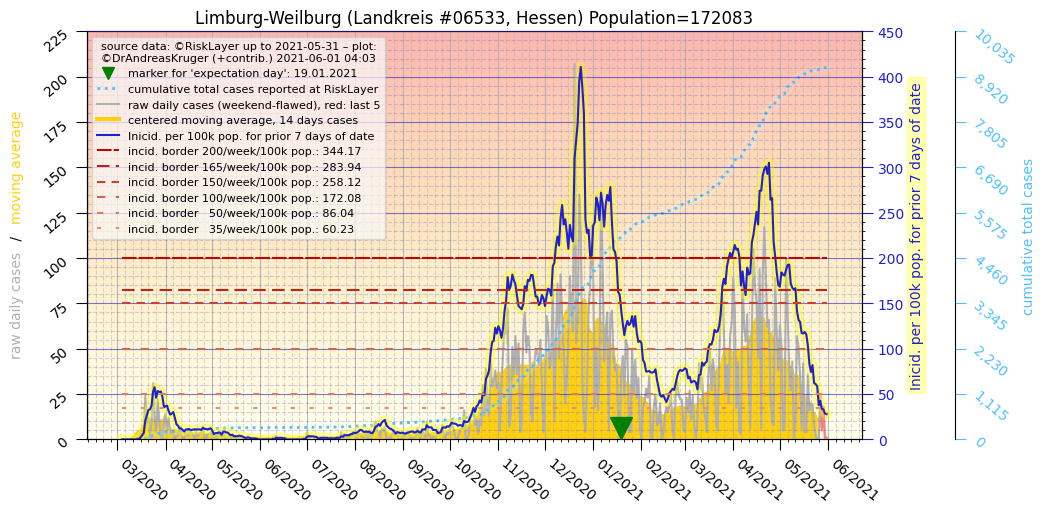 Limburg-Weilburg (Landkreis #06533, Hessen) Population=172083
source data: ©RiskLayer up to 2021-05-31 – plot:
©DrAndreasKruger (+contrib.) 2021-06-01 04:03
marker for 'expectation day': 19.01.2021
cumulative total cases reported at RiskLayer
raw daily cases (weekend-flawed), red: last 5
centered moving average, 14 days cases
Inicid. per 100k pop. for prior 7 days of date
incid. border 200/week/100k pop.: 344.17
incid. border 165/week/100k pop.: 283.94
incid. border 150/week/100k pop.: 258.12
incid. border 100/week/100k pop.: 172.08
incid. border 50/week/100k pop.: 86.04
incid. border 35/week/100k pop.: 60.23
raw daily cases / moving average
225
200
175
150
125
100
75
50
25
0
03/2020
04/2020
05/2020
06/2020
07/2020
08/2020
09/2020
10/2020
11/2020
12/2020
01/2021
02/2021
03/2021
04/2021
05/2021
06/2021
450
400
350
300
250
200
150
100
50
0
Inicid. per 100k pop. for prior 7 days of date
10,035
8,920
7,805
6,690
5,575
4,460
3,345
2,230
1,115
0
cumulative total cases